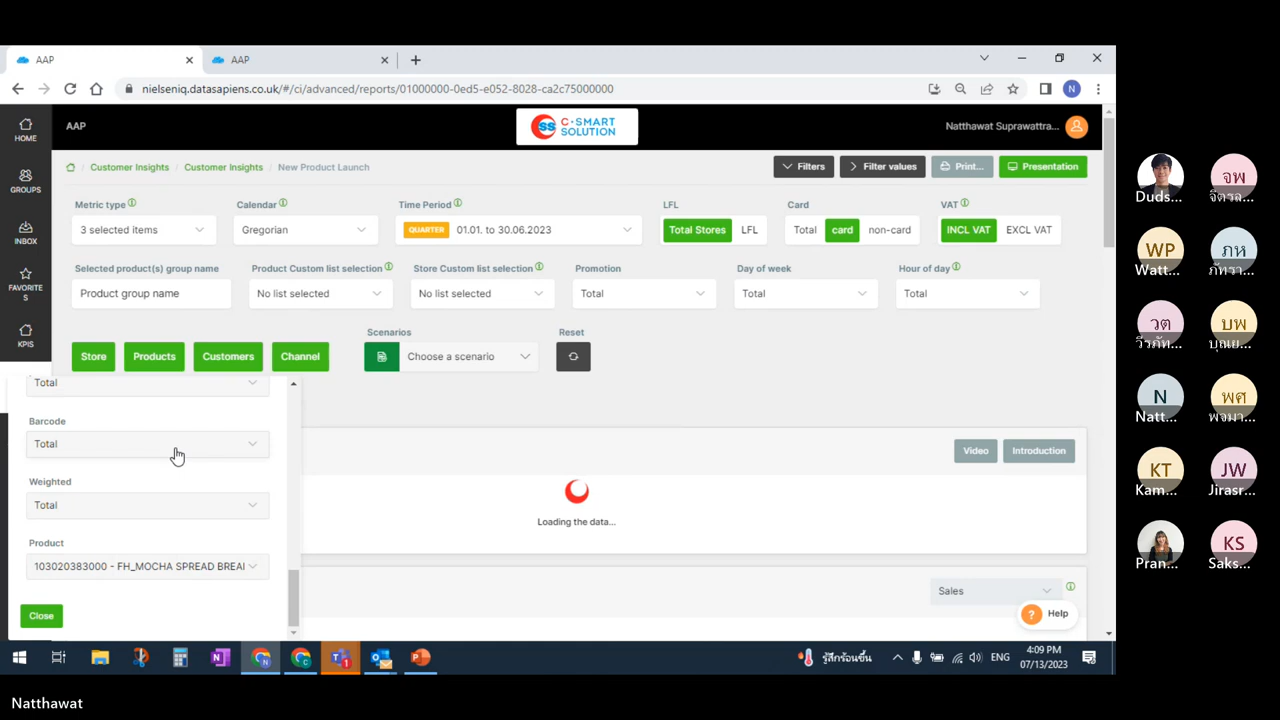 AAP
AAP
nielseniq.datasapiens.co.uk/#/ci/advanced/reports/01000000-0ed5-e052-8028-ca2c75000000
N
HOME
GROUPS
INBOX
FAVORITE
S
KPIS
AAP
SS C-SMART
SOLUTION
Natthawat Suprawattra...
Customer Insights / Customer Insights / New Product Launch
Filters
Filter values
Print...
Presentation
Metric type
Calendar
Time Period
LFL
Card
VAT
3 selected items
Gregorian
QUARTER 01.01. to 30.06.2023
Total Stores LFL
Total card non-card
INCL VAT EXCL VAT
Selected product(s) group name
Product Custom list selection
Store Custom list selection
Promotion
Day of week
Hour of day
Product group name
No list selected
No list selected
Total
Total
Total
Scenarios
Reset
Store
Products
Customers
Channel
Choose a scenario
Total
Barcode
Total
Weighted
Total
Product
103020383000 - FH_MOCHA SPREAD BREAI
Close
Video
Introduction
Loading the data...
Sales
? Help
รู้สึกร้อนขึ้น
ENG
4:09 PM
07/13/2023
Natthawat
Duds...
จพ
จิตรล...
WP
Watt...
ภห
ภัทรา...
วต
วีรภัท...
บพ
บุณย...
N
Natt...
พศ
พจมา...
KT
Kam...
JW
Jirasr...
Pran...
KS
Saks...